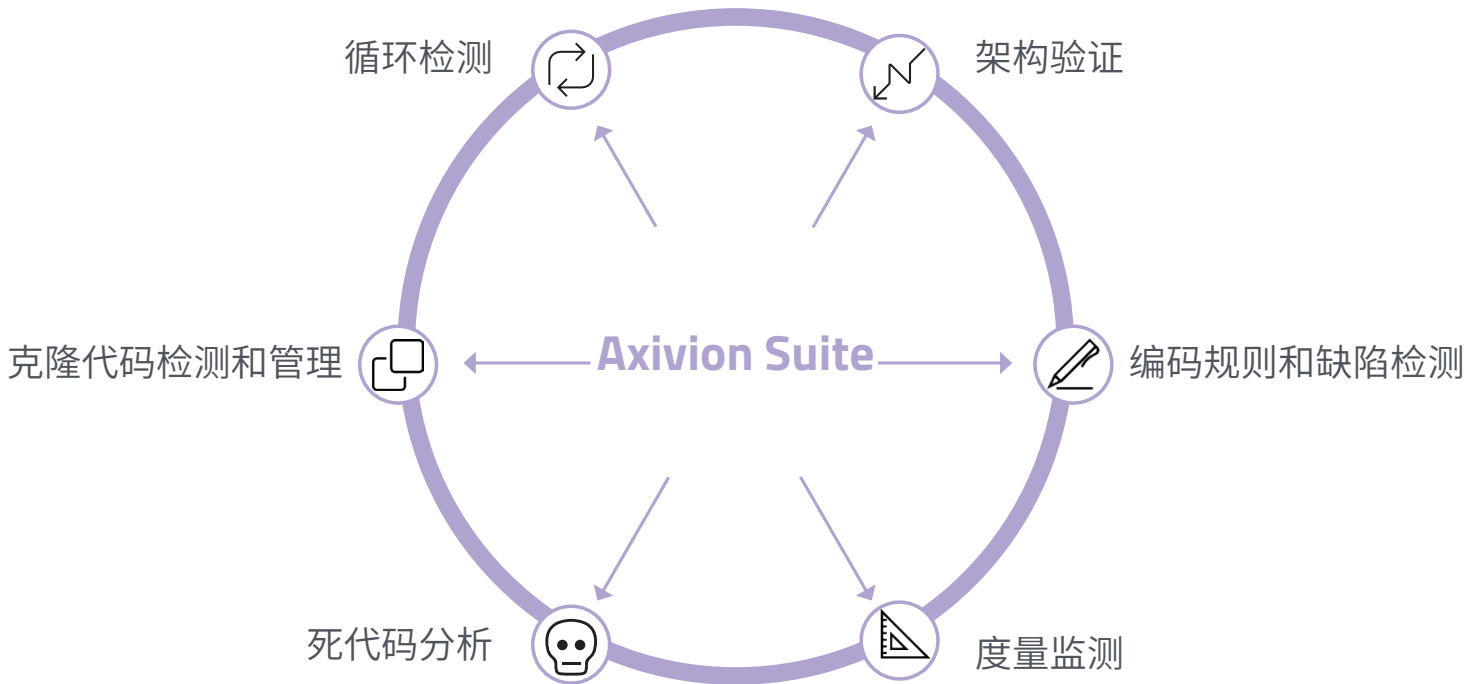 循环检测
架构验证
克隆代码检测和管理
Axivion Suite
编码规则和缺陷检测
死代码分析
度量监测